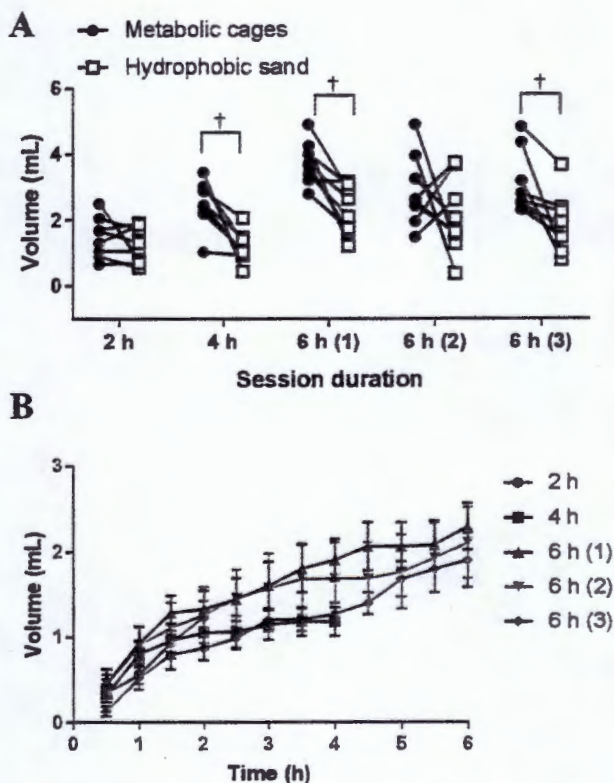 A
Metabolic cages
Hydrophobic sand
† † †
6
4
2
0
Volume (mL)
2 h 4 h 6 h (1) 6 h (2) 6 h (3)
Session duration
B
3
2
1
0
Volume (mL)
2 h
4 h
6 h (1)
6 h (2)
6 h (3)
0 1 2 3 4 5 6
Time (h)